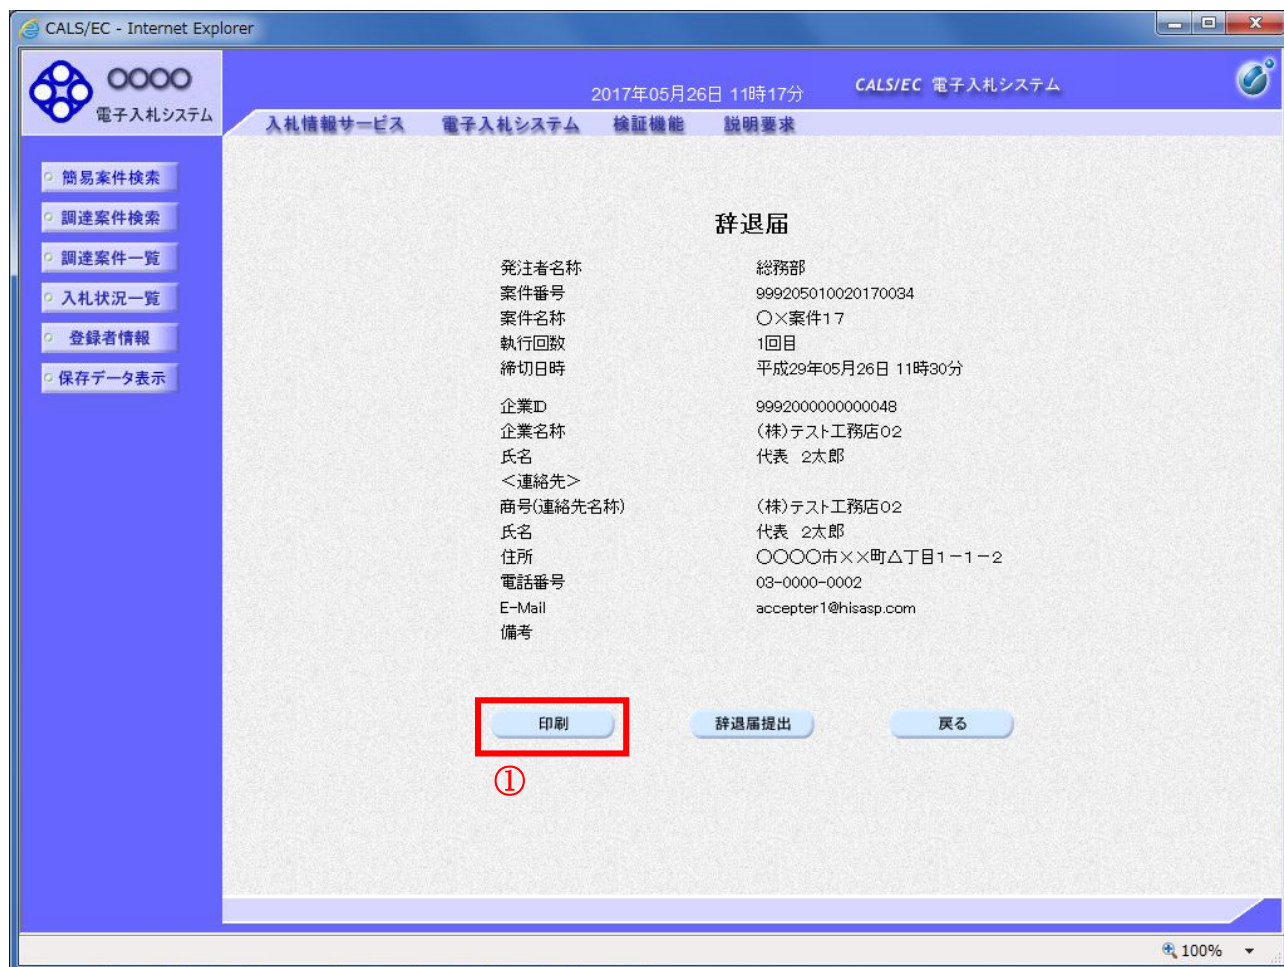 CALS/EC - Internet Explorer
〇〇〇〇
電子入札システム
2017年05月26日 11時17分
CALS/EC 電子入札システム
入札情報サービス 電子入札システム 検証機能 説明要求
簡易案件検索
調達案件検索
調達案件一覧
入札状況一覧
登録者情報
保存データ表示
辞退届
発注者名称 総務部
案件番号 999205010020170034
案件名称 〇×案件17
執行回数 1回目
締切日時 平成29年05月26日 11時30分
企業ID 9992000000000048
企業名称 (株)テスト工務店02
氏名 代表 2太郎
<連絡先>
商号(連絡先名称) (株)テスト工務店02
氏名 代表 2太郎
住所 〇〇〇〇市××町△丁目1-1-2
電話番号 03-0000-0002
E-Mail accepter1@hisasp.com
備考
印刷 辞退届提出 戻る
①
100%